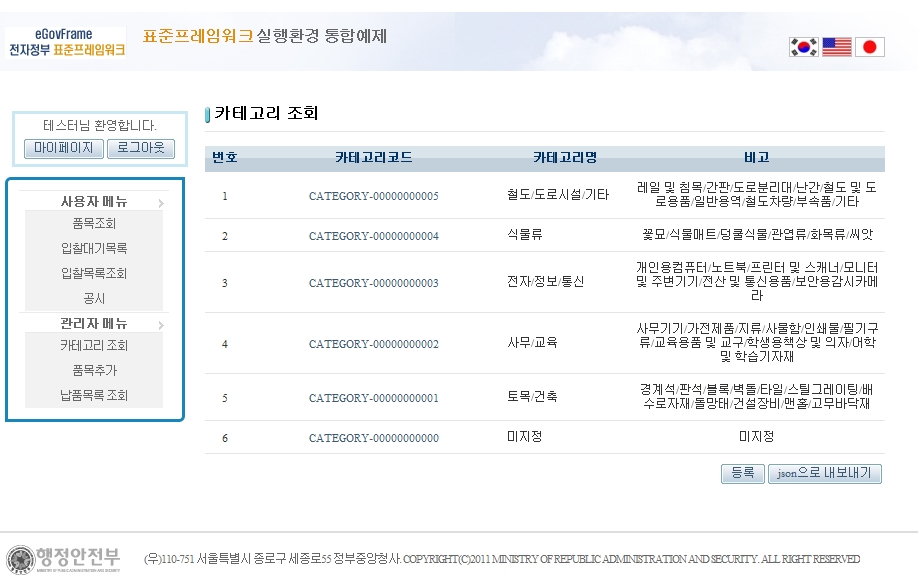 eGovFrame
전자정부 표준프레임워크
표준프레임워크 실행환경 통합예제
테스터님 환영합니다.
마이페이지 로그아웃
사용자 메뉴
품목조회
입찰대기목록
입찰목록조회
공시
관리자 메뉴
카테고리 조회
품목추가
납품목록 조회
카테고리 조회
번호 카테고리코드 카테고리명 비고
1 CATEGORY-00000000005 철도/도로시설/기타 레일 및 침목/간판/도로분리대/난간/철도 및 도
로용품/일반용역/철도차량/부속품/기타
2 CATEGORY-00000000004 식물류 꽃묘/식물매트/덩쿨식물/관엽류/화목류/씨앗
3 CATEGORY-00000000003 전자/정보/통신 개인용컴퓨터/노트북/프린터 및 스캐너/모니터
및 주변기기/전산 및 통신용품/보안용감시카메
라
4 CATEGORY-00000000002 사무/교육 사무기기/가전제품/지류/사물함/인쇄물/필기구
류/교육용품 및 교구/학생용책상 및 의자/어학
및 학습기자재
5 CATEGORY-00000000001 토목/건축 경계석/판석/블록/벽돌/타일/스틸그레이팅/배
수로자재/돌망태/건설장비/맨홀/고무바닥재
6 CATEGORY-00000000000 미지정 미지정
등록 json으로 내보내기
행정안전부
MINISTRY OF PUBLIC ADMINISTRATION AND SECURITY
(우)110-751 서울특별시 종로구 세종로55 정부중앙청사. COPYRIGHT(C)2011 MINISTRY OF REPUBLIC ADMINISTRATION AND SECURITY. ALL RIGHT RESERVED